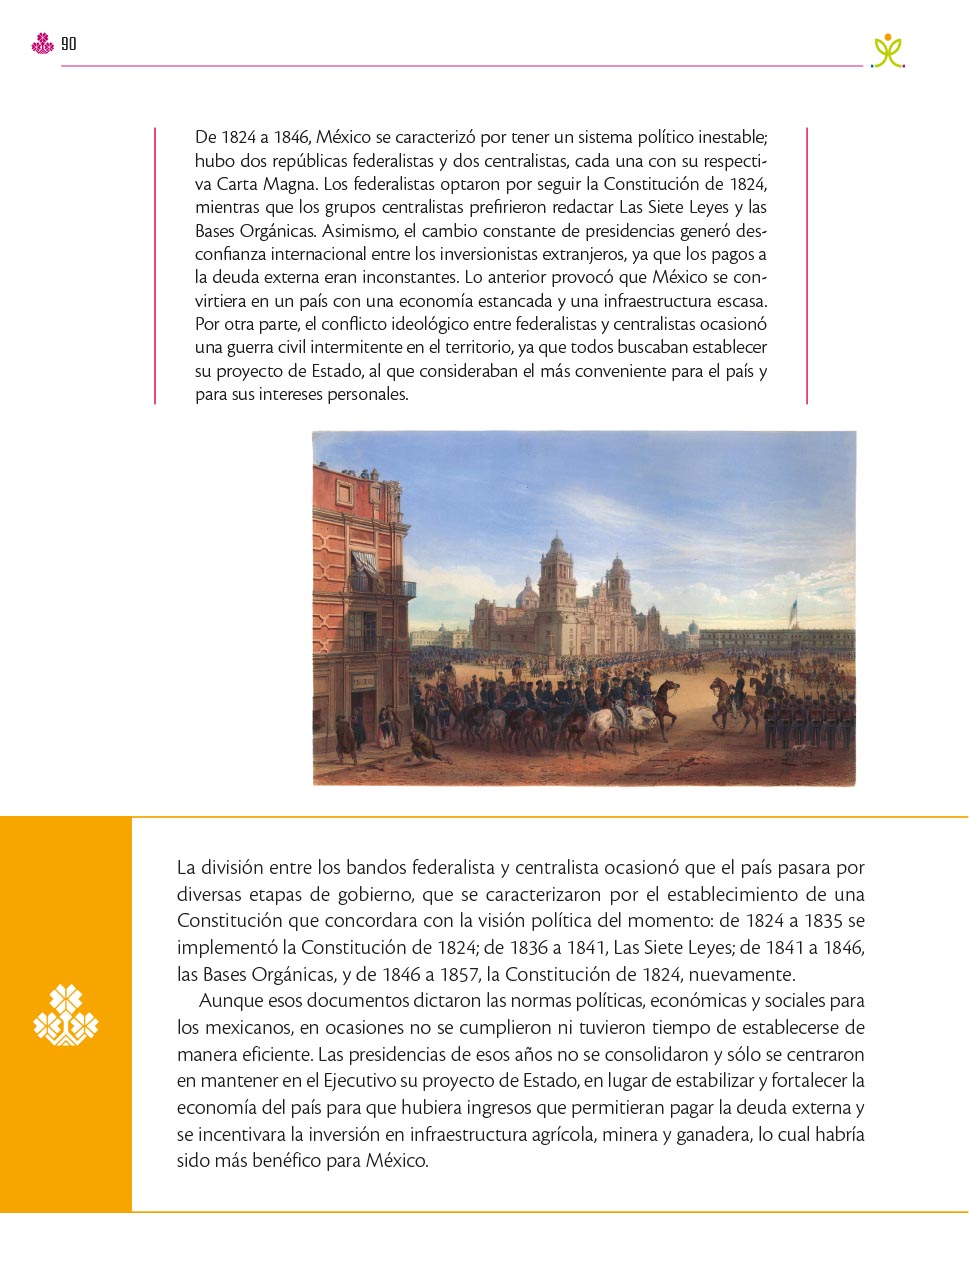 90
De 1824 a 1846, México se caracterizó por tener un sistema político inestable;
hubo dos repúblicas federalistas y dos centralistas, cada una con su respecti-
va Carta Magna. Los federalistas optaron por seguir la Constitución de 1824,
mientras que los grupos centralistas prefirieron redactar Las Siete Leyes y las
Bases Orgánicas. Asimismo, el cambio constante de presidencias generó des-
confianza internacional entre los inversionistas extranjeros, ya que los pagos a
la deuda externa eran inconstantes. Lo anterior provocó que México se con-
virtiera en un país con una economía estancada y una infraestructura escasa.
Por otra parte, el conflicto ideológico entre federalistas y centralistas ocasionó
una guerra civil intermitente en el territorio, ya que todos buscaban establecer
su proyecto de Estado, al que consideraban el más conveniente para el país y
para sus intereses personales.
La división entre los bandos federalista y centralista ocasionó que el país pasara por
diversas etapas de gobierno, que se caracterizaron por el establecimiento de una
Constitución que concordara con la visión política del momento: de 1824 a 1835 se
implementó la Constitución de 1824; de 1836 a 1841, Las Siete Leyes; de 1841 a 1846,
las Bases Orgánicas, y de 1846 a 1857, la Constitución de 1824, nuevamente.
Aunque esos documentos dictaron las normas políticas, económicas y sociales para
los mexicanos, en ocasiones no se cumplieron ni tuvieron tiempo de establecerse de
manera eficiente. Las presidencias de esos años no se consolidaron y sólo se centraron
en mantener en el Ejecutivo su proyecto de Estado, en lugar de estabilizar y fortalecer la
economía del país para que hubiera ingresos que permitieran pagar la deuda externa y
se incentivara la inversión en infraestructura agrícola, minera y ganadera, lo cual habría
sido más benéfico para México.